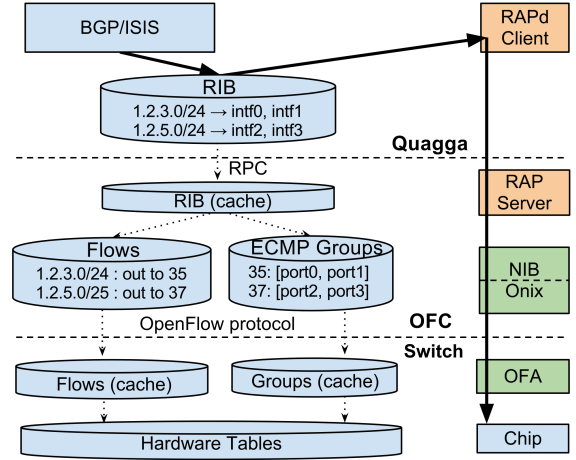 BGP/ISIS
RAPd
Client
RIB
1.2.3.0/24 → intf0, intf1
1.2.5.0/24 → intf2, intf3
Quagga
RPC
RIB (cache)
RAP
Server
Flows
1.2.3.0/24 : out to 35
1.2.5.0/25 : out to 37
ECMP Groups
35: [port0, port1]
37: [port2, port3]
NIB
Onix
OpenFlow protocol
OFC
Switch
Flows (cache)
Groups (cache)
OFA
Hardware Tables
Chip